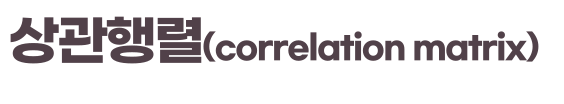 상관행렬(correlation matrix)